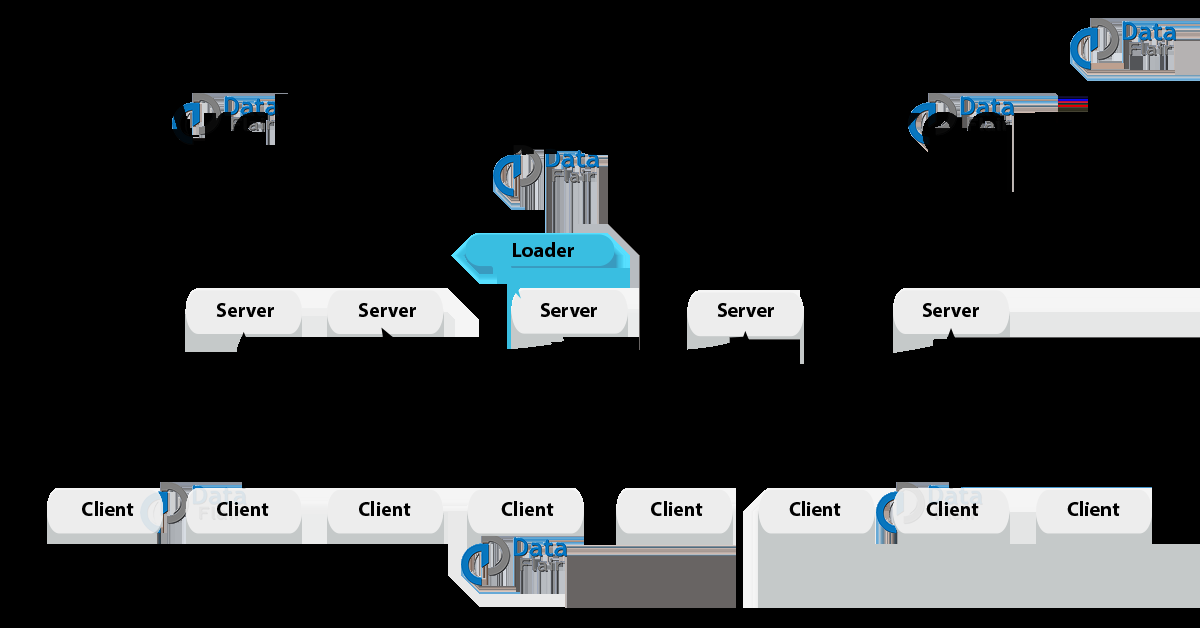 Data
Flair
Data
Data
Data
Flair
Loader
Server
Server
Server
Server
Server
Client
Client
Client
Client
Client
Client
Client
Client
Data
Flair
Data
Data
Flair